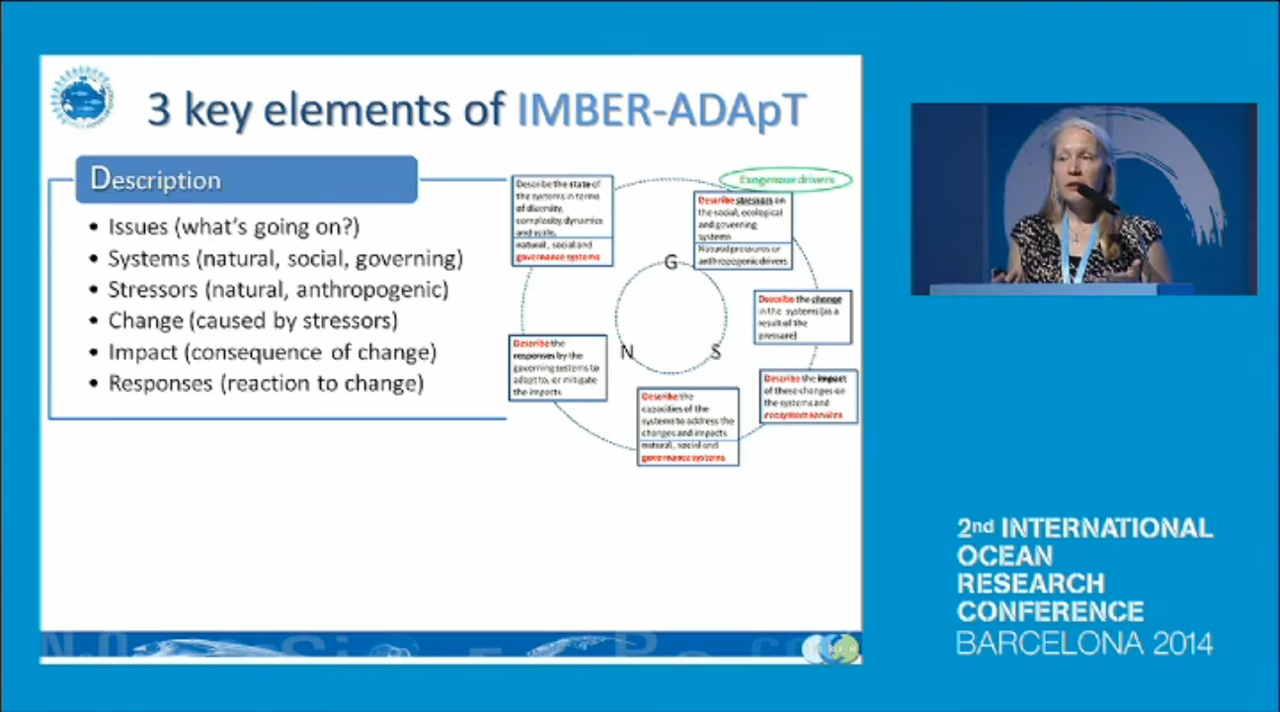 3 key elements of IMBER-ADApT
Description
• Issues (what's going on?)
• Systems (natural, social, governing)
• Stressors (natural, anthropogenic)
• Change (caused by stressors)
• Impact (consequence of change)
• Responses (reaction to change)
Describe the state of
the systems in terms
of diversity,
complexity, dynamics
and scale,
natural, social and
governance systems
Exogenous drivers
Describe stressors on
the social, ecological
and governing
systems
Natural pressures or
anthropogenic drivers
G
N
S
Describe the change
in the systems (as a
result of the
pressure)
Describe the impact
of these changes on
the systems and
ecosystem services
Describe the
capacities of the
systems to address the
changes and impacts
natural, social and
governance systems
Describe the
responses by the
governing systems to
adapt to, or mitigate
the impacts
2nd INTERNATIONAL
OCEAN
RESEARCH
CONFERENCE
BARCELONA 2014